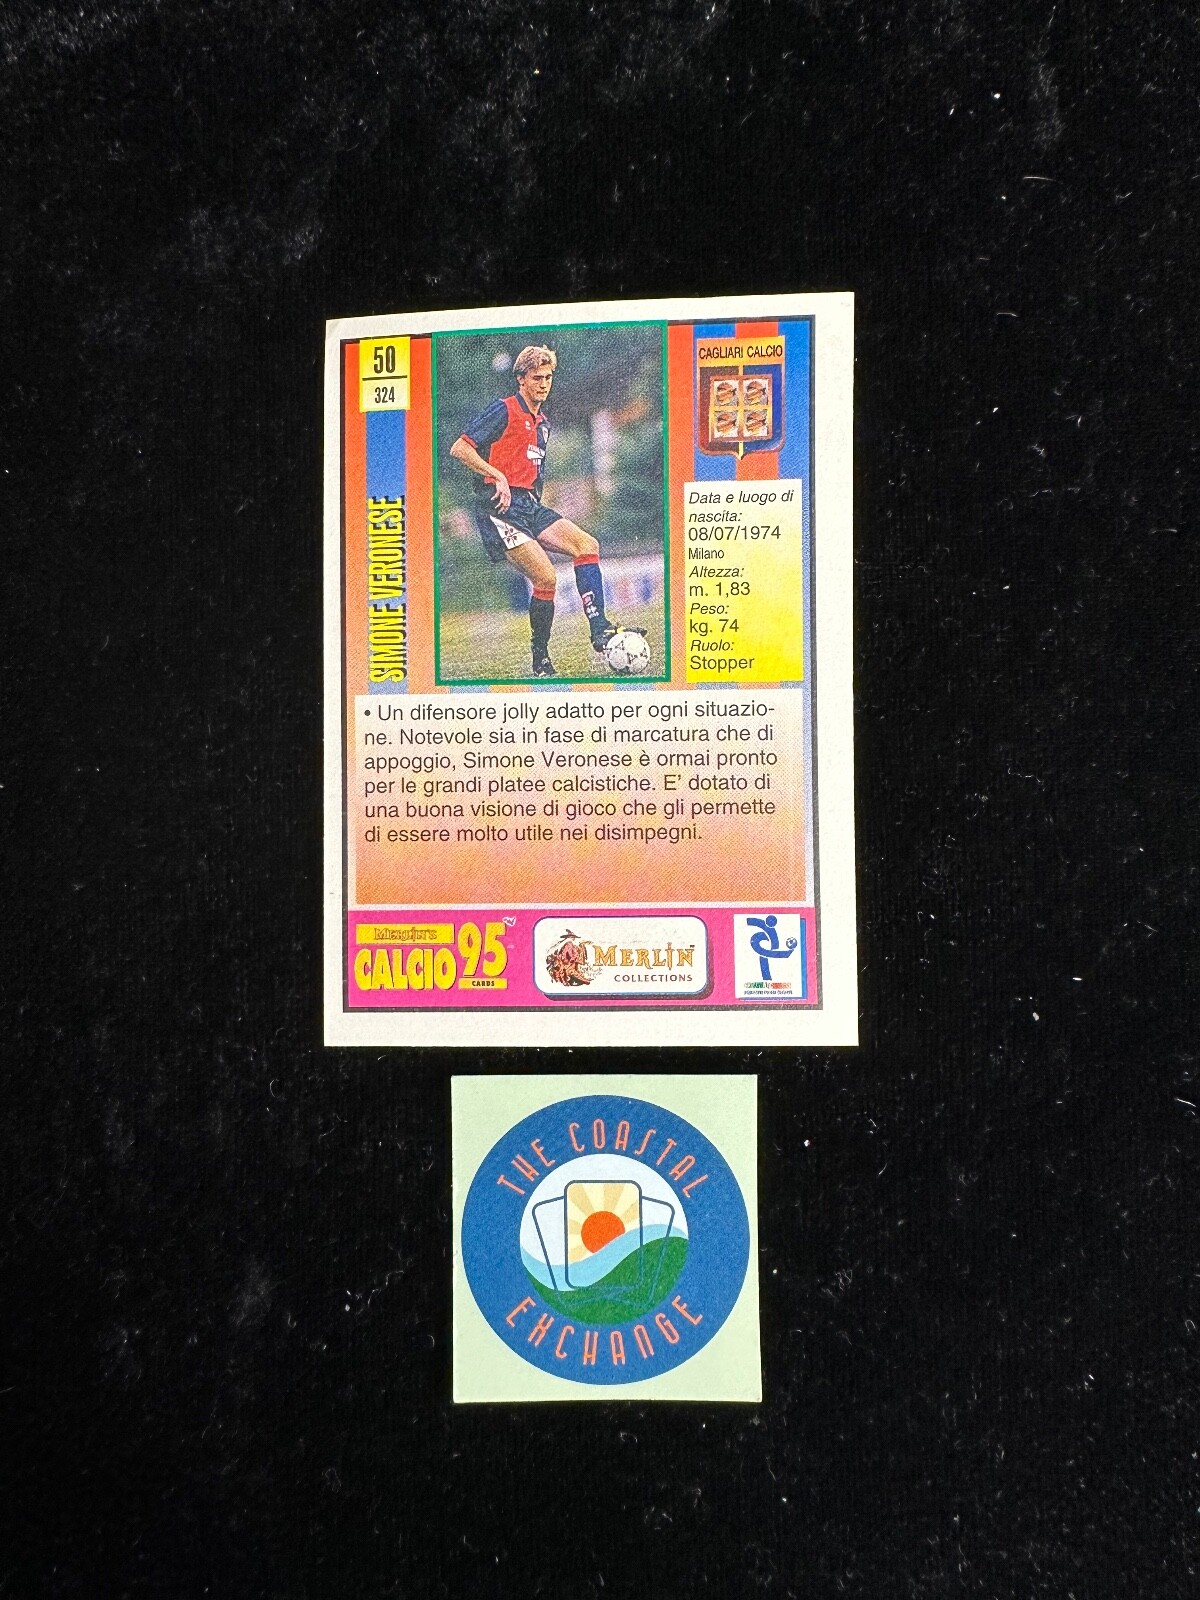 50
324
SIMONE VERONESE
CAGLIARI CALCIO
Data e luogo di
nascita:
08/07/1974
Milano
Altezza:
m. 1,83
Peso:
kg. 74
Ruolo:
Stopper
• Un difensore jolly adatto per ogni situazio-
ne. Notevole sia in fase di marcatura che di
appoggio, Simone Veronese è ormai pronto
per le grandi platee calcistiche. E' dotato di
una buona visione di gioco che gli permette
di essere molto utile nei disimpegni.
MERLIN'S
CALCIO 95
CARDS
MERLIN™
COLLECTIONS
THE COASTAL
EXCHANGE